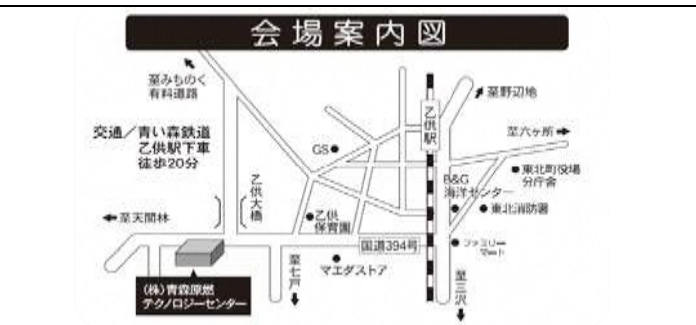 会場案内図
至みちのく
有料道路
至野辺地
乙供駅
交通／青い森鉄道
乙供駅下車
徒歩20分
至六ヶ所
GS
東北町役場
分庁舎
B&G
海洋センター
乙供大橋
東北消防署
乙供
保育園
至天間林
国道394号
ファミリー
マート
至七戸
マエダストア
至三沢
(株)青森原燃
テクノロジーセンター